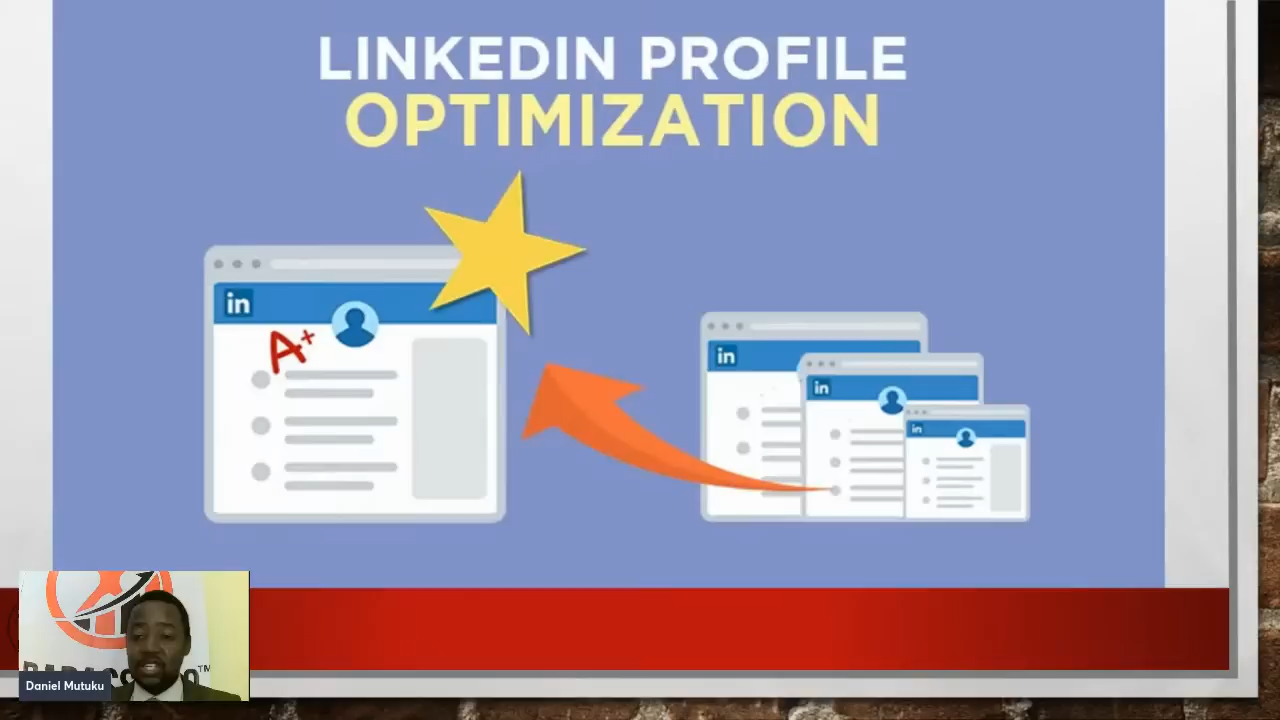 LINKEDIN PROFILE
OPTIMIZATION
in
A+
in
in
in
Daniel Mutuku